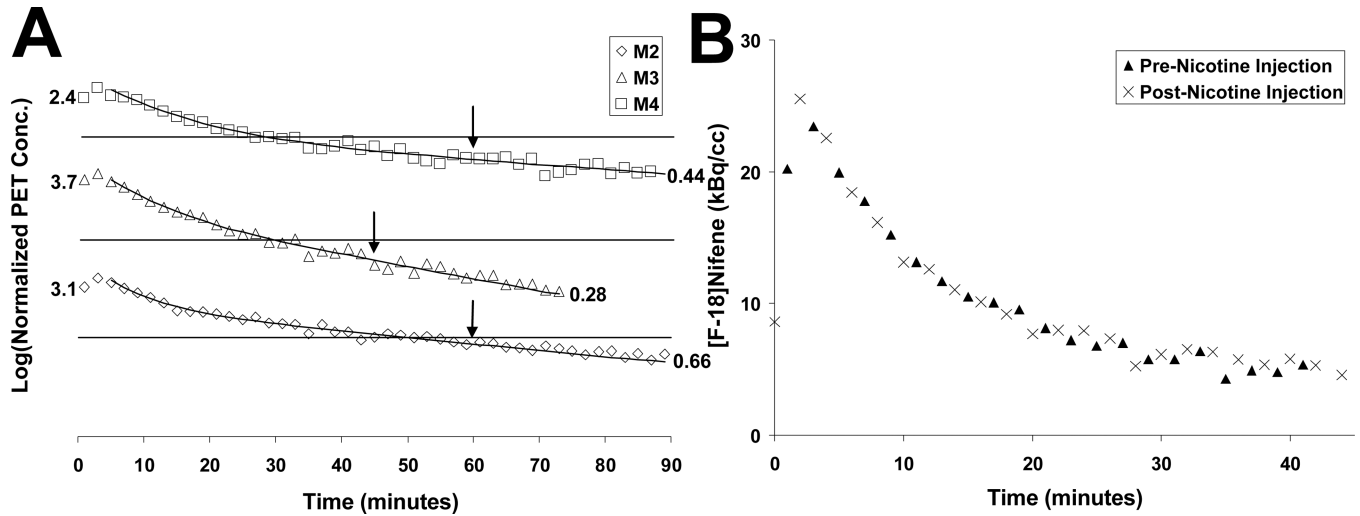 A
M2
M3
M4
Log(Normalized PET Conc.)
2.4
0.44
3.7
0.28
3.1
0.66
0 10 20 30 40 50 60 70 80 90
Time (minutes)
B
Pre-Nicotine Injection
Post-Nicotine Injection
[F-18]Nifene (kBq/cc)
30
20
10
0
0 10 20 30 40
Time (minutes)